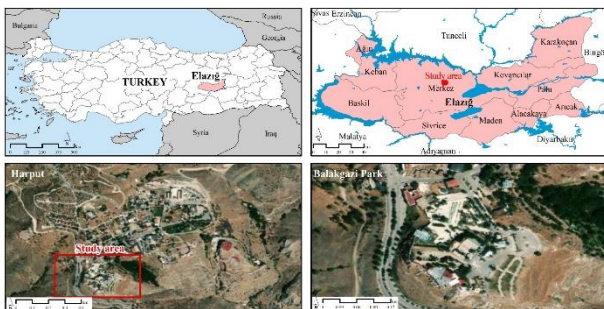 Bulgaria
Russia
Georgia
TURKEY
Elazığ
Syria
Iraq
Sivas Erzincan
Tunceli
Bingöl
Ağın
Keban
Karakoçan
Study area
Merkez
Kovancılar
Baskil
Elazığ
Palu
Arıcak
Alacakaya
Maden
Sivrice
Malatya
Diyarbakır
Adıyaman
Harput
Study area
Balakgazi Park